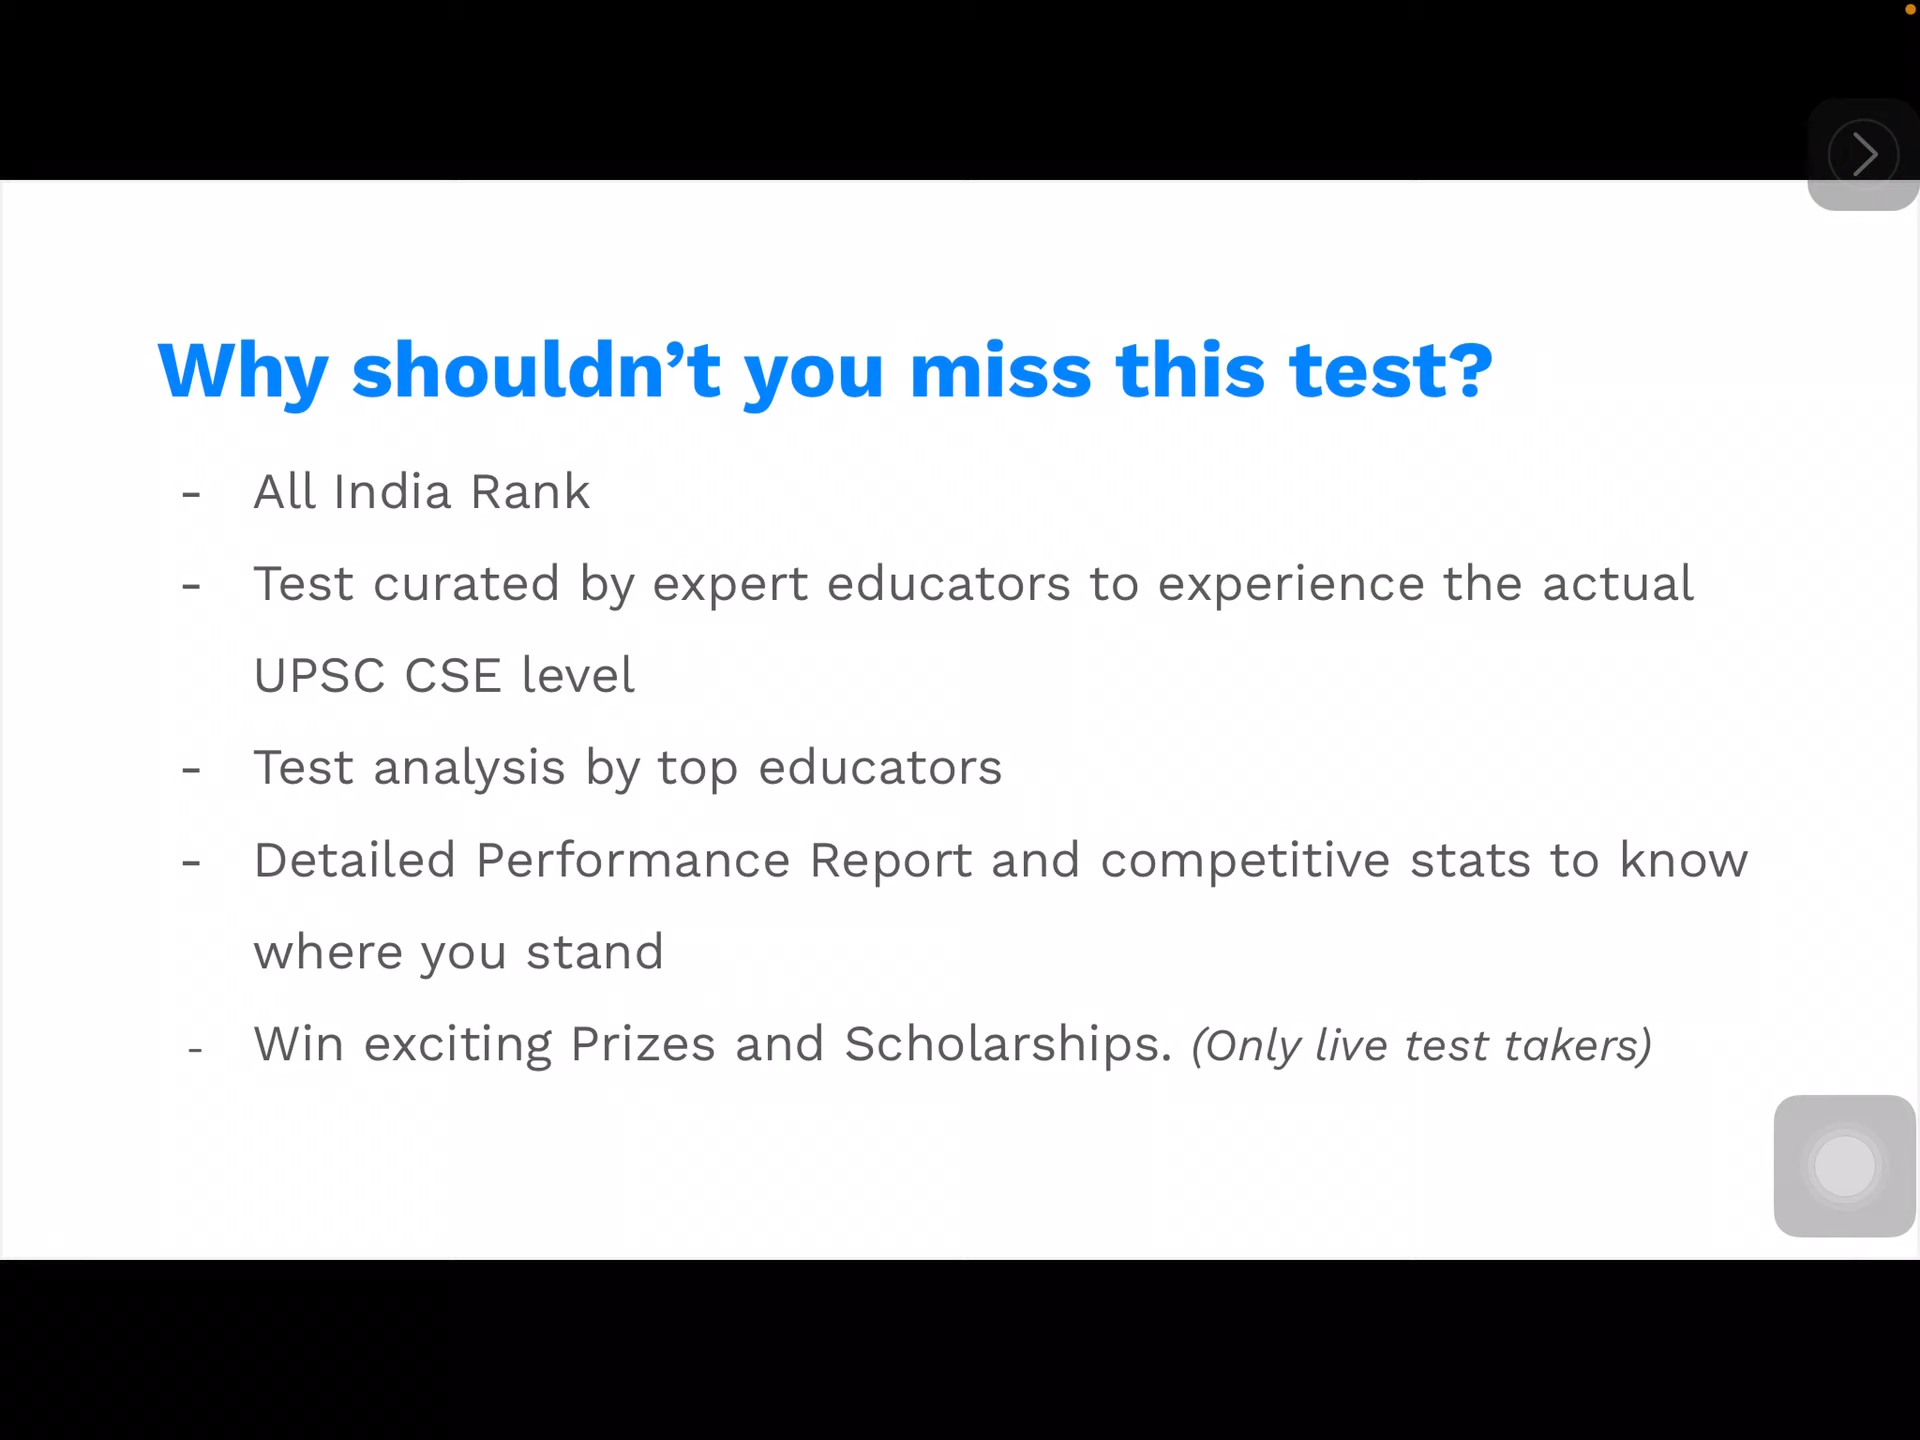 Why shouldn’t you miss this test?
- All India Rank
- Test curated by expert educators to experience the actual
UPSC CSE level
- Test analysis by top educators
- Detailed Performance Report and competitive stats to know
where you stand
- Win exciting Prizes and Scholarships. (Only live test takers)